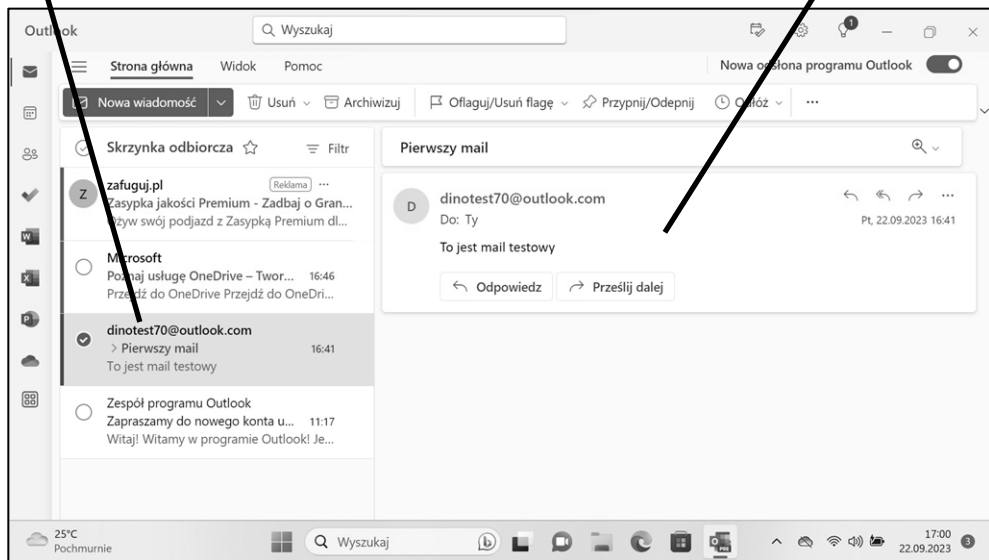 Outlook
Wyszukaj
1
Strona główna Widok Pomoc
Nowa odsłona programu Outlook
Nowa wiadomość
Usuń
Archiwizuj
Oflaguj/Usuń flagę
Przypnij/Odepnij
Odłóż
...
Skrzynka odbiorcza
Filtr
Z
zafuguj.pl
Reklama ...
Zasypka jakości Premium - Zadbaj o Gran...
Ożyw swój podjazd z Zasypką Premium dl...
Microsoft
Poznaj usługę OneDrive – Twor... 16:46
Przejdź do OneDrive Przejdź do OneDri...
dinotest70@outlook.com
> Pierwszy mail 16:41
To jest mail testowy
Zespół programu Outlook
Zapraszamy do nowego konta u... 11:17
Witaj! Witamy w programie Outlook! Je...
Pierwszy mail
D
dinotest70@outlook.com
...
Do: Ty
Pt, 22.09.2023 16:41
To jest mail testowy
Odpowiedz
Prześlij dalej
25°C
Pochmurnie
Wyszukaj
17:00
22.09.2023
3